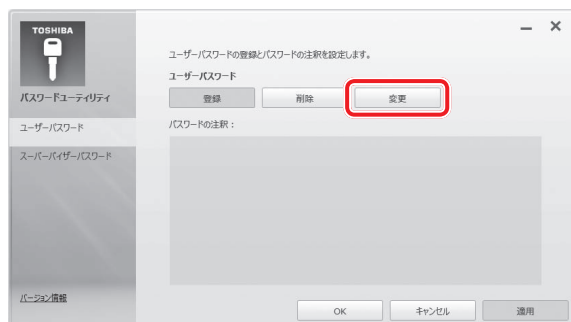 TOSHIBA
パスワードユーティリティ
ユーザーパスワード
スーパーバイザーパスワード
バージョン情報
ユーザーパスワードの登録とパスワードの注釈を設定します。
ユーザーパスワード
登録
削除
変更
パスワードの注釈：
OK
キャンセル
適用